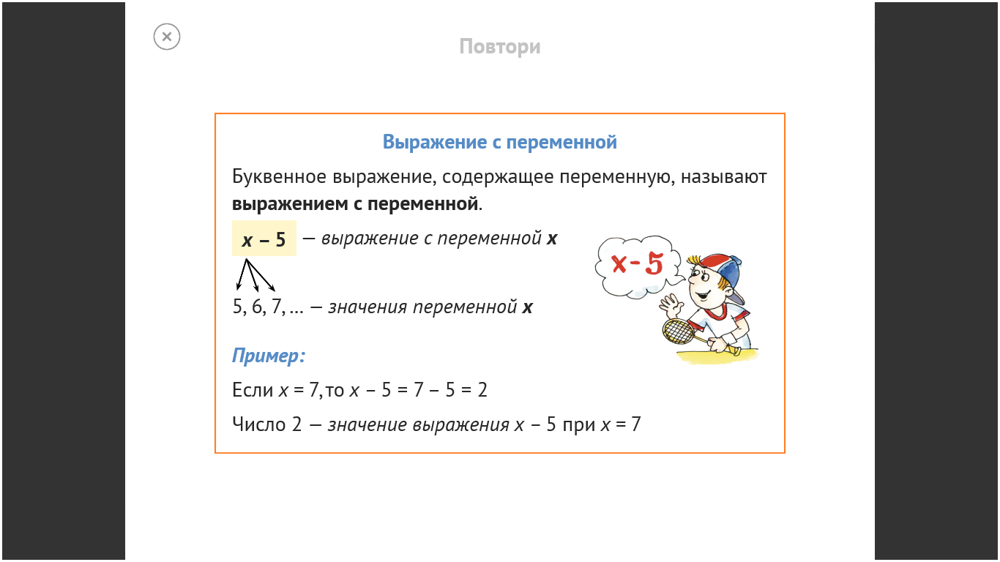 Повтори
Выражение с переменной
Буквенное выражение, содержащее переменную, называют
выражением с переменной.
x – 5 — выражение с переменной x
x - 5
5, 6, 7, ... — значения переменной x
Пример:
Если x = 7, то x – 5 = 7 – 5 = 2
Число 2 — значение выражения x – 5 при x = 7